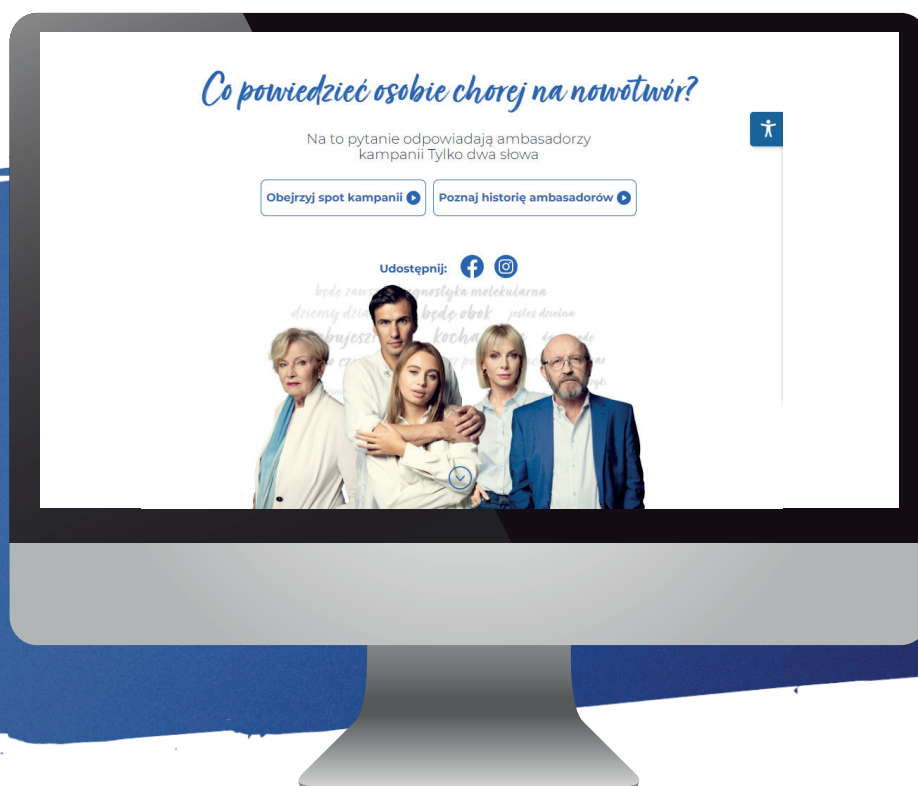 Co powiedzieć osobie chorej na nowotwór?
Na to pytanie odpowiadają ambasadorzy
kampanii Tylko dwa słowa
Obejrzyj spot kampanii
Poznaj historię ambasadorów
Udostępnij:
będę molekularna
będę obok jesteś dzielna